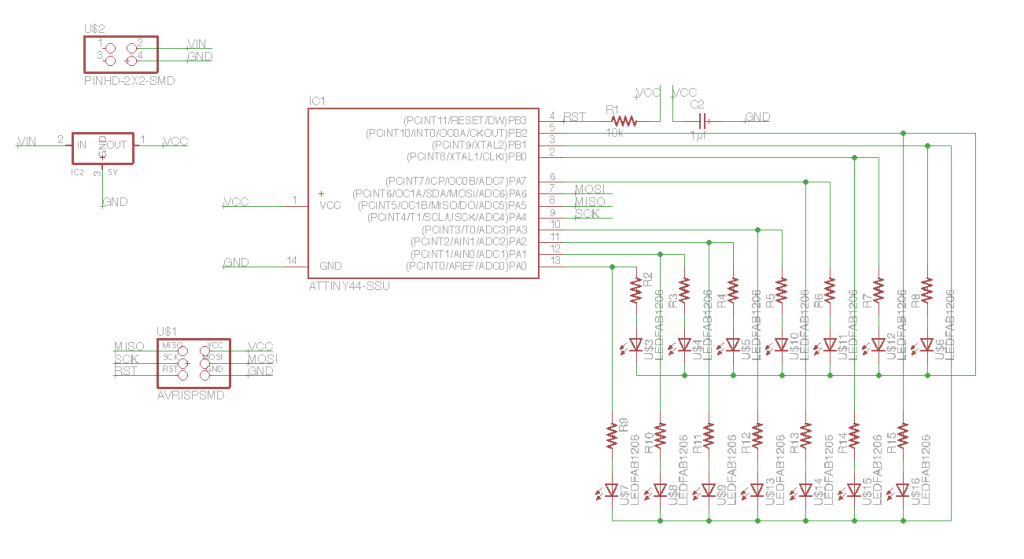 U$2
1 2 VIN
3 4 GND
PINHD-2X2-SMD
VIN 2 IN GND OUT 1 VCC
IC2 3 5V
GND
IC1
VCC VCC
(PCINT11/RESET/DW)PB3 4 RST R1 10k C2 1µf GND
(PCINT10/INT0/OC0A/CKOUT)PB2 5
(PCINT9/XTAL2)PB1 3
(PCINT8/XTAL1/CLKI)PB0 2
(PCINT7/ICP/OC0B/ADC7)PA7 6
(PCINT6/OC1A/SDA/MOSI/ADC6)PA6 7 MOSI
VCC 1 VCC (PCINT5/OC1B/MISO/DO/ADC5)PA5 8 MISO
(PCINT4/T1/SCL/USCK/ADC4)PA4 9 SCK
(PCINT3/T0/ADC3)PA3 10
(PCINT2/AIN1/ADC2)PA2 11
(PCINT1/AIN0/ADC1)PA1 12
GND 14 GND (PCINT0/AREF/ADC0)PA0 13
ATTINY44-SSU
R2 R3 R4 R5 R6 R7 R8
U$3 U$4 U$5 U$10 U$11 U$12 U$6
LEDFAB1206 LEDFAB1206 LEDFAB1206 LEDFAB1206 LEDFAB1206 LEDFAB1206 LEDFAB1206
U$1
MISO MISO VCC VCC
SCK SCK MOSI MOSI
RST RST GND GND
AVRISPSMD
R9 R10 R11 R12 R13 R14 R15
U$7 U$8 U$9 U$13 U$14 U$15 U$16
LEDFAB1206 LEDFAB1206 LEDFAB1206 LEDFAB1206 LEDFAB1206 LEDFAB1206 LEDFAB1206